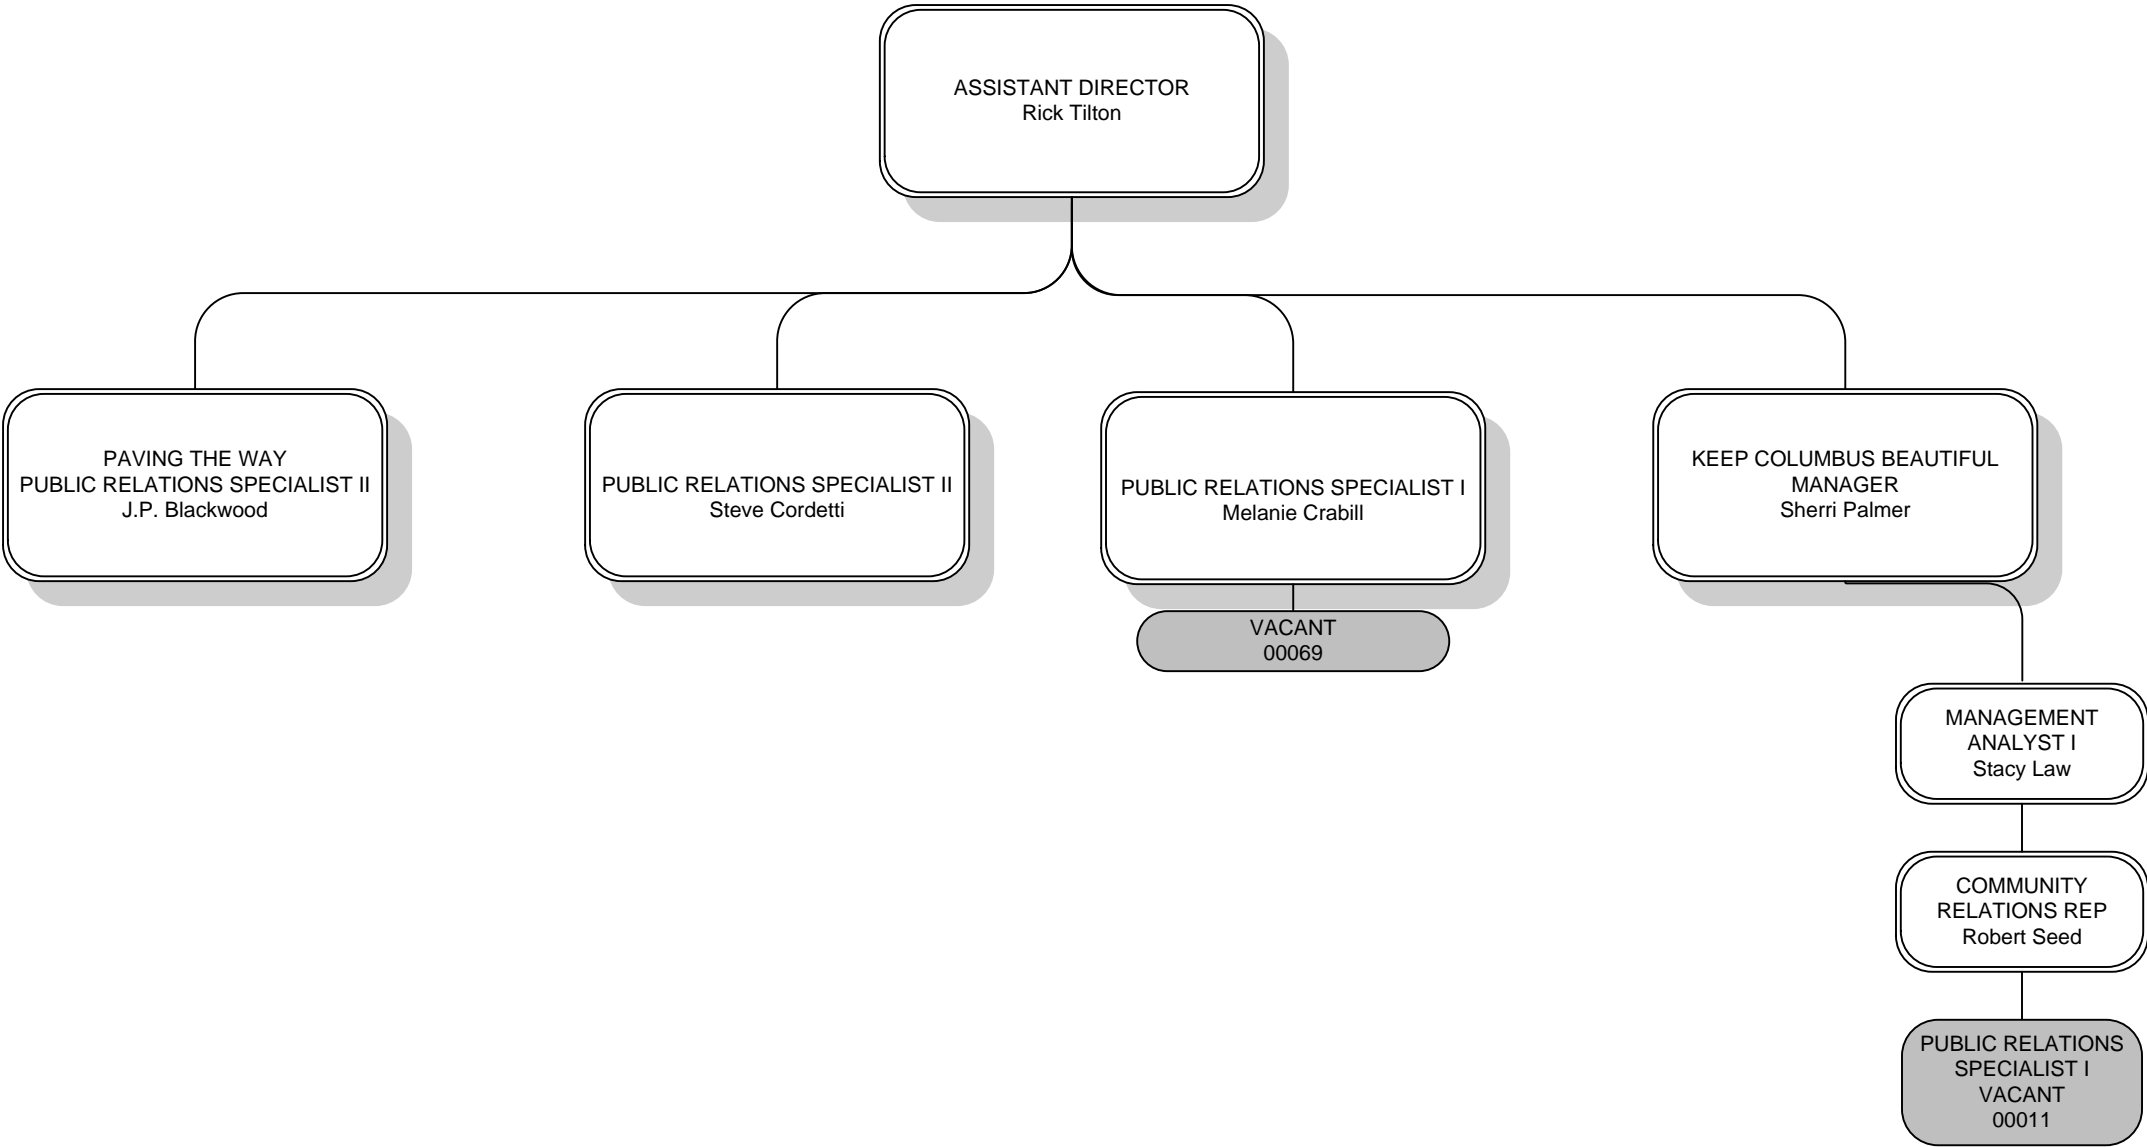 ASSISTANT DIRECTOR
Rick Tilton
PAVING THE WAY
PUBLIC RELATIONS SPECIALIST II
J.P. Blackwood
PUBLIC RELATIONS SPECIALIST II
Steve Cordetti
PUBLIC RELATIONS SPECIALIST I
Melanie Crabill
KEEP COLUMBUS BEAUTIFUL
MANAGER
Sherri Palmer
VACANT
00069
MANAGEMENT
ANALYST I
Stacy Law
COMMUNITY
RELATIONS REP
Robert Seed
PUBLIC RELATIONS
SPECIALIST I
VACANT
00011